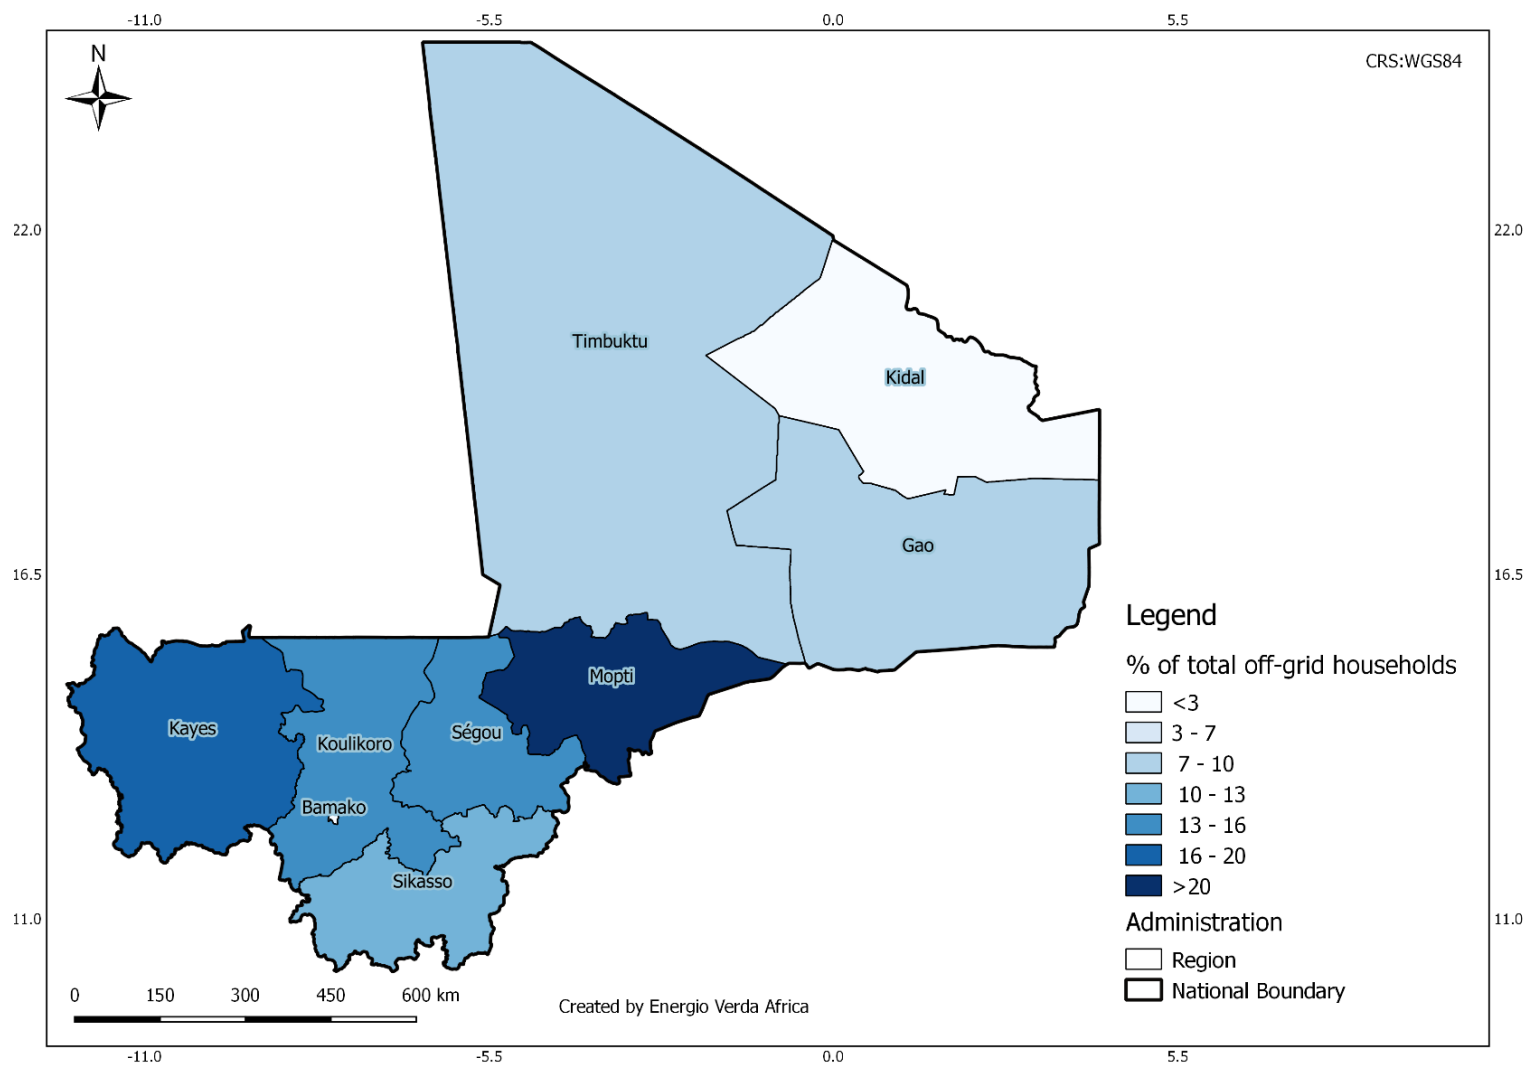 -11.0 -5.5 0.0 5.5
N
CRS:WGS84
22.0 22.0
Timbuktu
Kidal
Gao
16.5 16.5
Mopti
Kayes
Ségou
Koulikoro
Bamako
Sikasso
Legend
% of total off-grid households
<3
3 - 7
7 - 10
10 - 13
13 - 16
16 - 20
>20
Administration
Region
National Boundary
11.0 11.0
0 150 300 450 600 km
Created by Energio Verda Africa
-11.0 -5.5 0.0 5.5